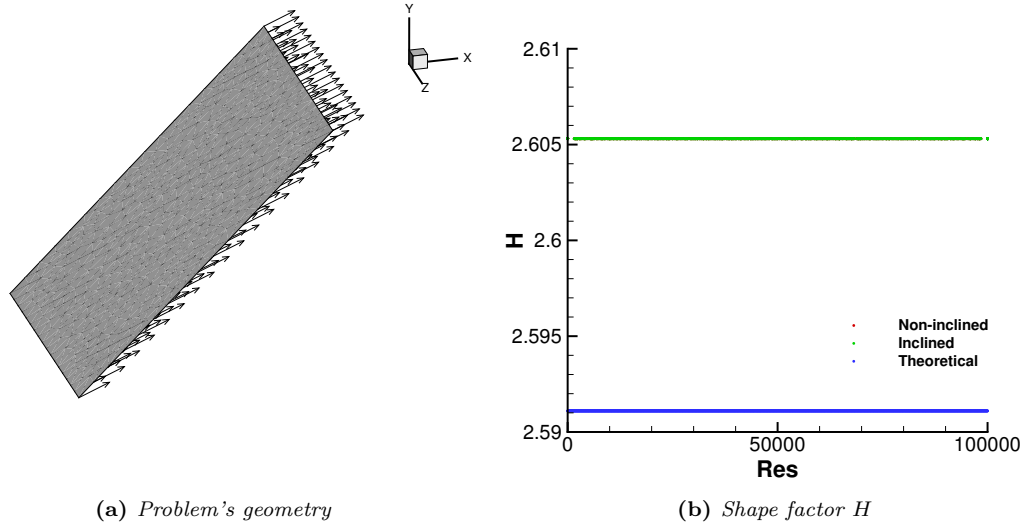 Y
X
Z
2.61
2.605
2.6
2.595
2.59
H
Non-inclined
Inclined
Theoretical
0
50000
100000
Res
(a) Problem's geometry
(b) Shape factor H